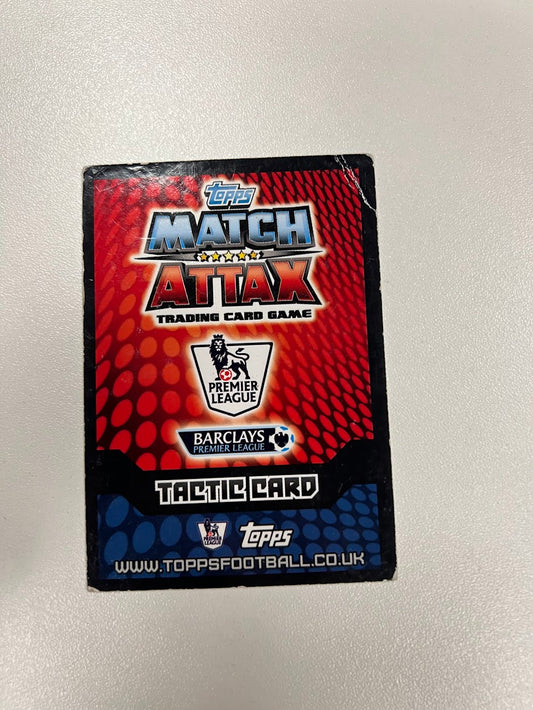 Topps
MATCH
ATTAX
TRADING CARD GAME
PREMIER
LEAGUE
BARCLAYS
PREMIER LEAGUE
TACTIC CARD
Topps
WWW.TOPPSFOOTBALL.CO.UK